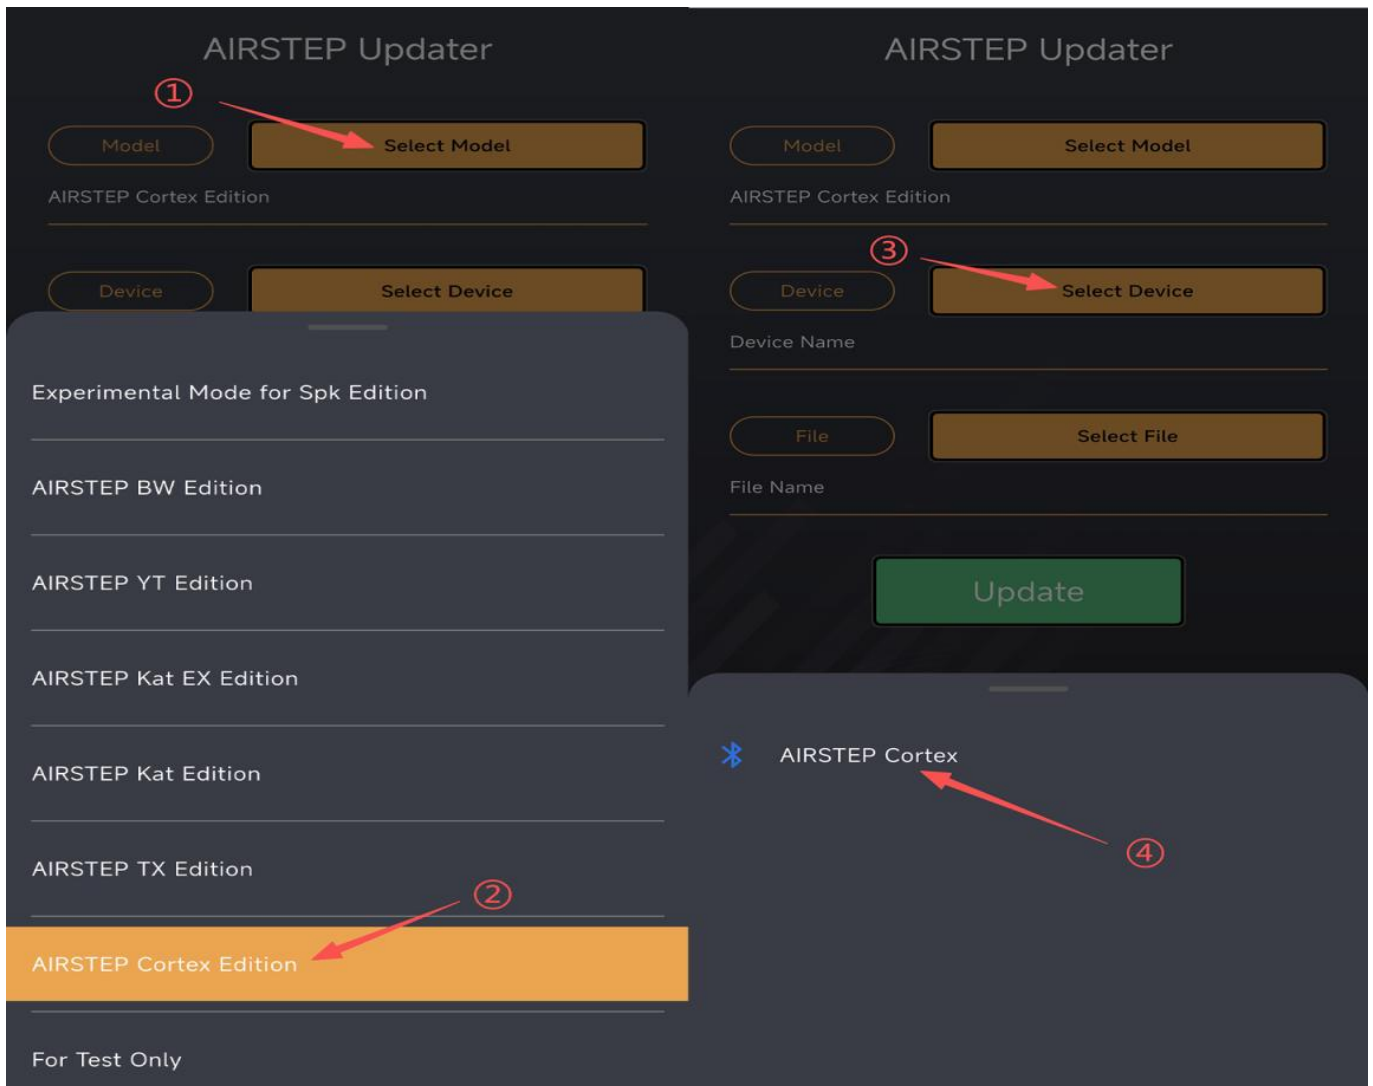 AIRSTEP Updater
①
Model
Select Model
AIRSTEP Cortex Edition
Device
Select Device
Experimental Mode for Spk Edition
AIRSTEP BW Edition
AIRSTEP YT Edition
AIRSTEP Kat EX Edition
AIRSTEP Kat Edition
AIRSTEP TX Edition
②
AIRSTEP Cortex Edition
For Test Only
AIRSTEP Updater
Model
Select Model
AIRSTEP Cortex Edition
③
Device
Select Device
Device Name
File
Select File
File Name
Update
AIRSTEP Cortex
④